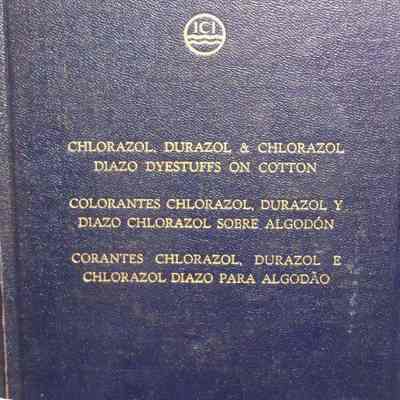 ICI
CHLORAZOL, DURAZOL & CHLORAZOL
DIAZO DYESTUFFS ON COTTON
COLORANTES CHLORAZOL, DURAZOL Y
DIAZO CHLORAZOL SOBRE ALGODÓN
CORANTES CHLORAZOL, DURAZOL E
CHLORAZOL DIAZO PARA ALGODÃO